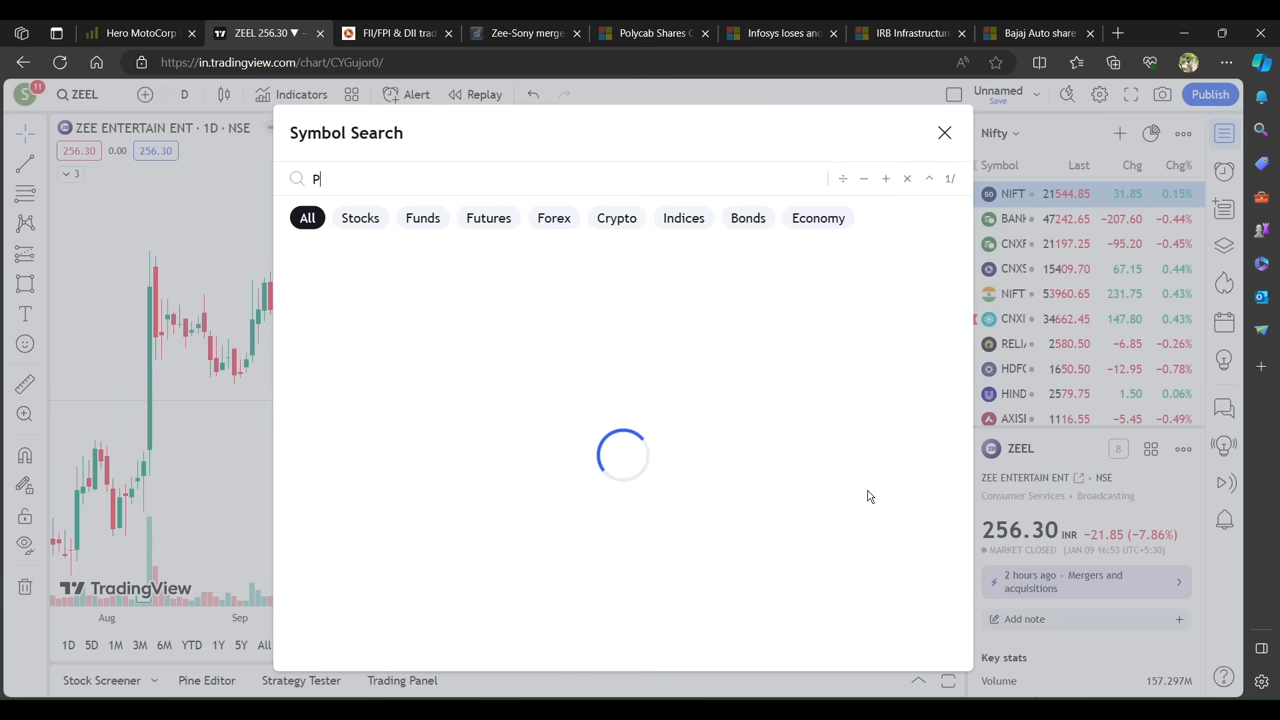 Hero MotoCorp
ZEEL 256.30 ▼
FII/FPI & DII trad
Zee-Sony merge
Polycab Shares C
Infosys loses anc
IRB Infrastructur
Bajaj Auto share
https://in.tradingview.com/chart/CYGujor0/
S 11
ZEEL
D
Indicators
Alert
Replay
Unnamed
Save
Publish
ZEE ENTERTAIN ENT · 1D · NSE
256.30 0.00 256.30
3
Symbol Search
P
1/
All Stocks Funds Futures Forex Crypto Indices Bonds Economy
Nifty
Symbol Last Chg Chg%
50 NIFT 21544.85 31.85 0.15%
BANK 47242.65 −207.60 −0.44%
CNXF 21197.25 −95.20 −0.45%
CNXS 15409.70 67.15 0.44%
NIFT 53960.65 231.75 0.43%
CNXI 34662.45 147.80 0.43%
RELI 2580.50 −6.85 −0.26%
HDFC 1650.50 −12.95 −0.78%
HIND 2579.75 1.50 0.06%
AXISE 1116.55 −5.45 −0.49%
ZEEL
8
ZEE ENTERTAIN ENT · NSE
Consumer Services · Broadcasting
256.30 INR −21.85 (−7.86%)
MARKET CLOSED (JAN 09 16:53 UTC+5:30)
2 hours ago · Mergers and
acquisitions
Add note
Key stats
Volume 157.297M
TradingView
Aug Sep
1D 5D 1M 3M 6M YTD 1Y 5Y All
Stock Screener Pine Editor Strategy Tester Trading Panel